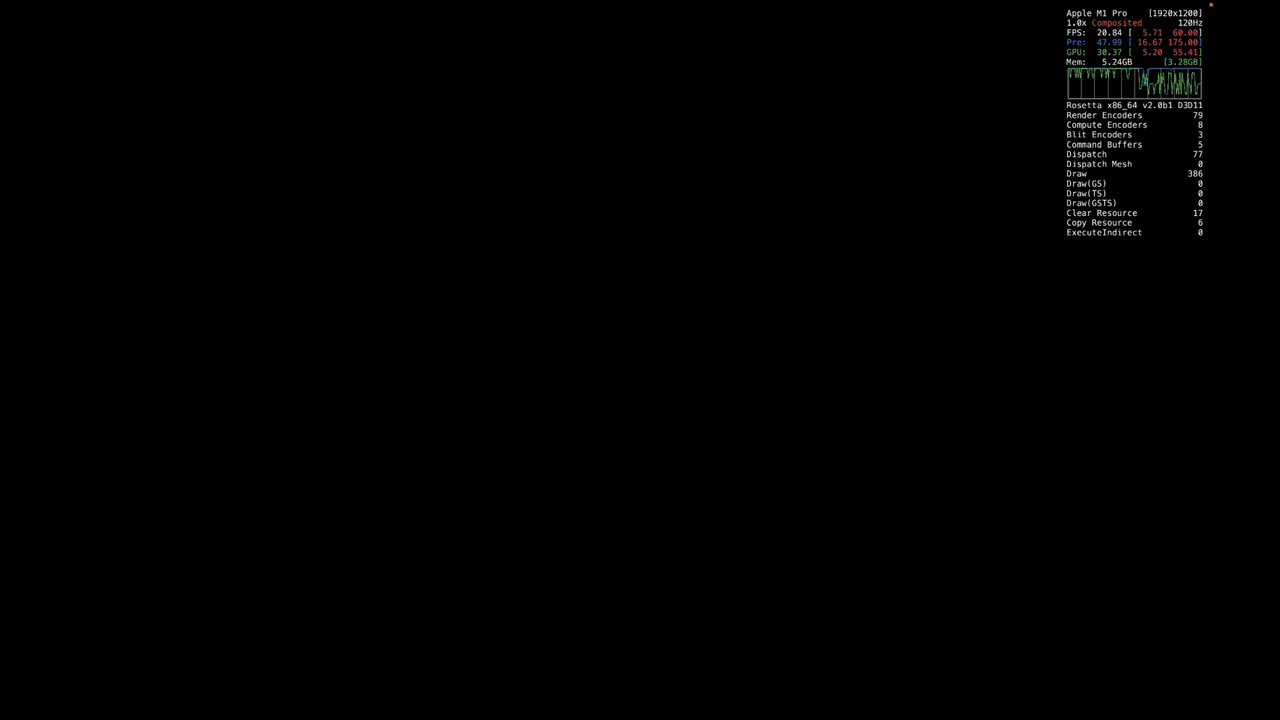 Apple M1 Pro [1920x1200]
1.0x Composited 120Hz
FPS: 20.84 [ 5.71 60.00]
Pre: 47.99 [ 16.67 175.00]
GPU: 30.37 [ 5.20 55.41]
Mem: 5.24GB [3.28GB]
Rosetta x86_64 v2.0b1 D3D11
Render Encoders 79
Compute Encoders 8
Blit Encoders 3
Command Buffers 5
Dispatch 77
Dispatch Mesh 0
Draw 386
Draw(GS) 0
Draw(TS) 0
Draw(GSTS) 0
Clear Resource 17
Copy Resource 6
ExecuteIndirect 0